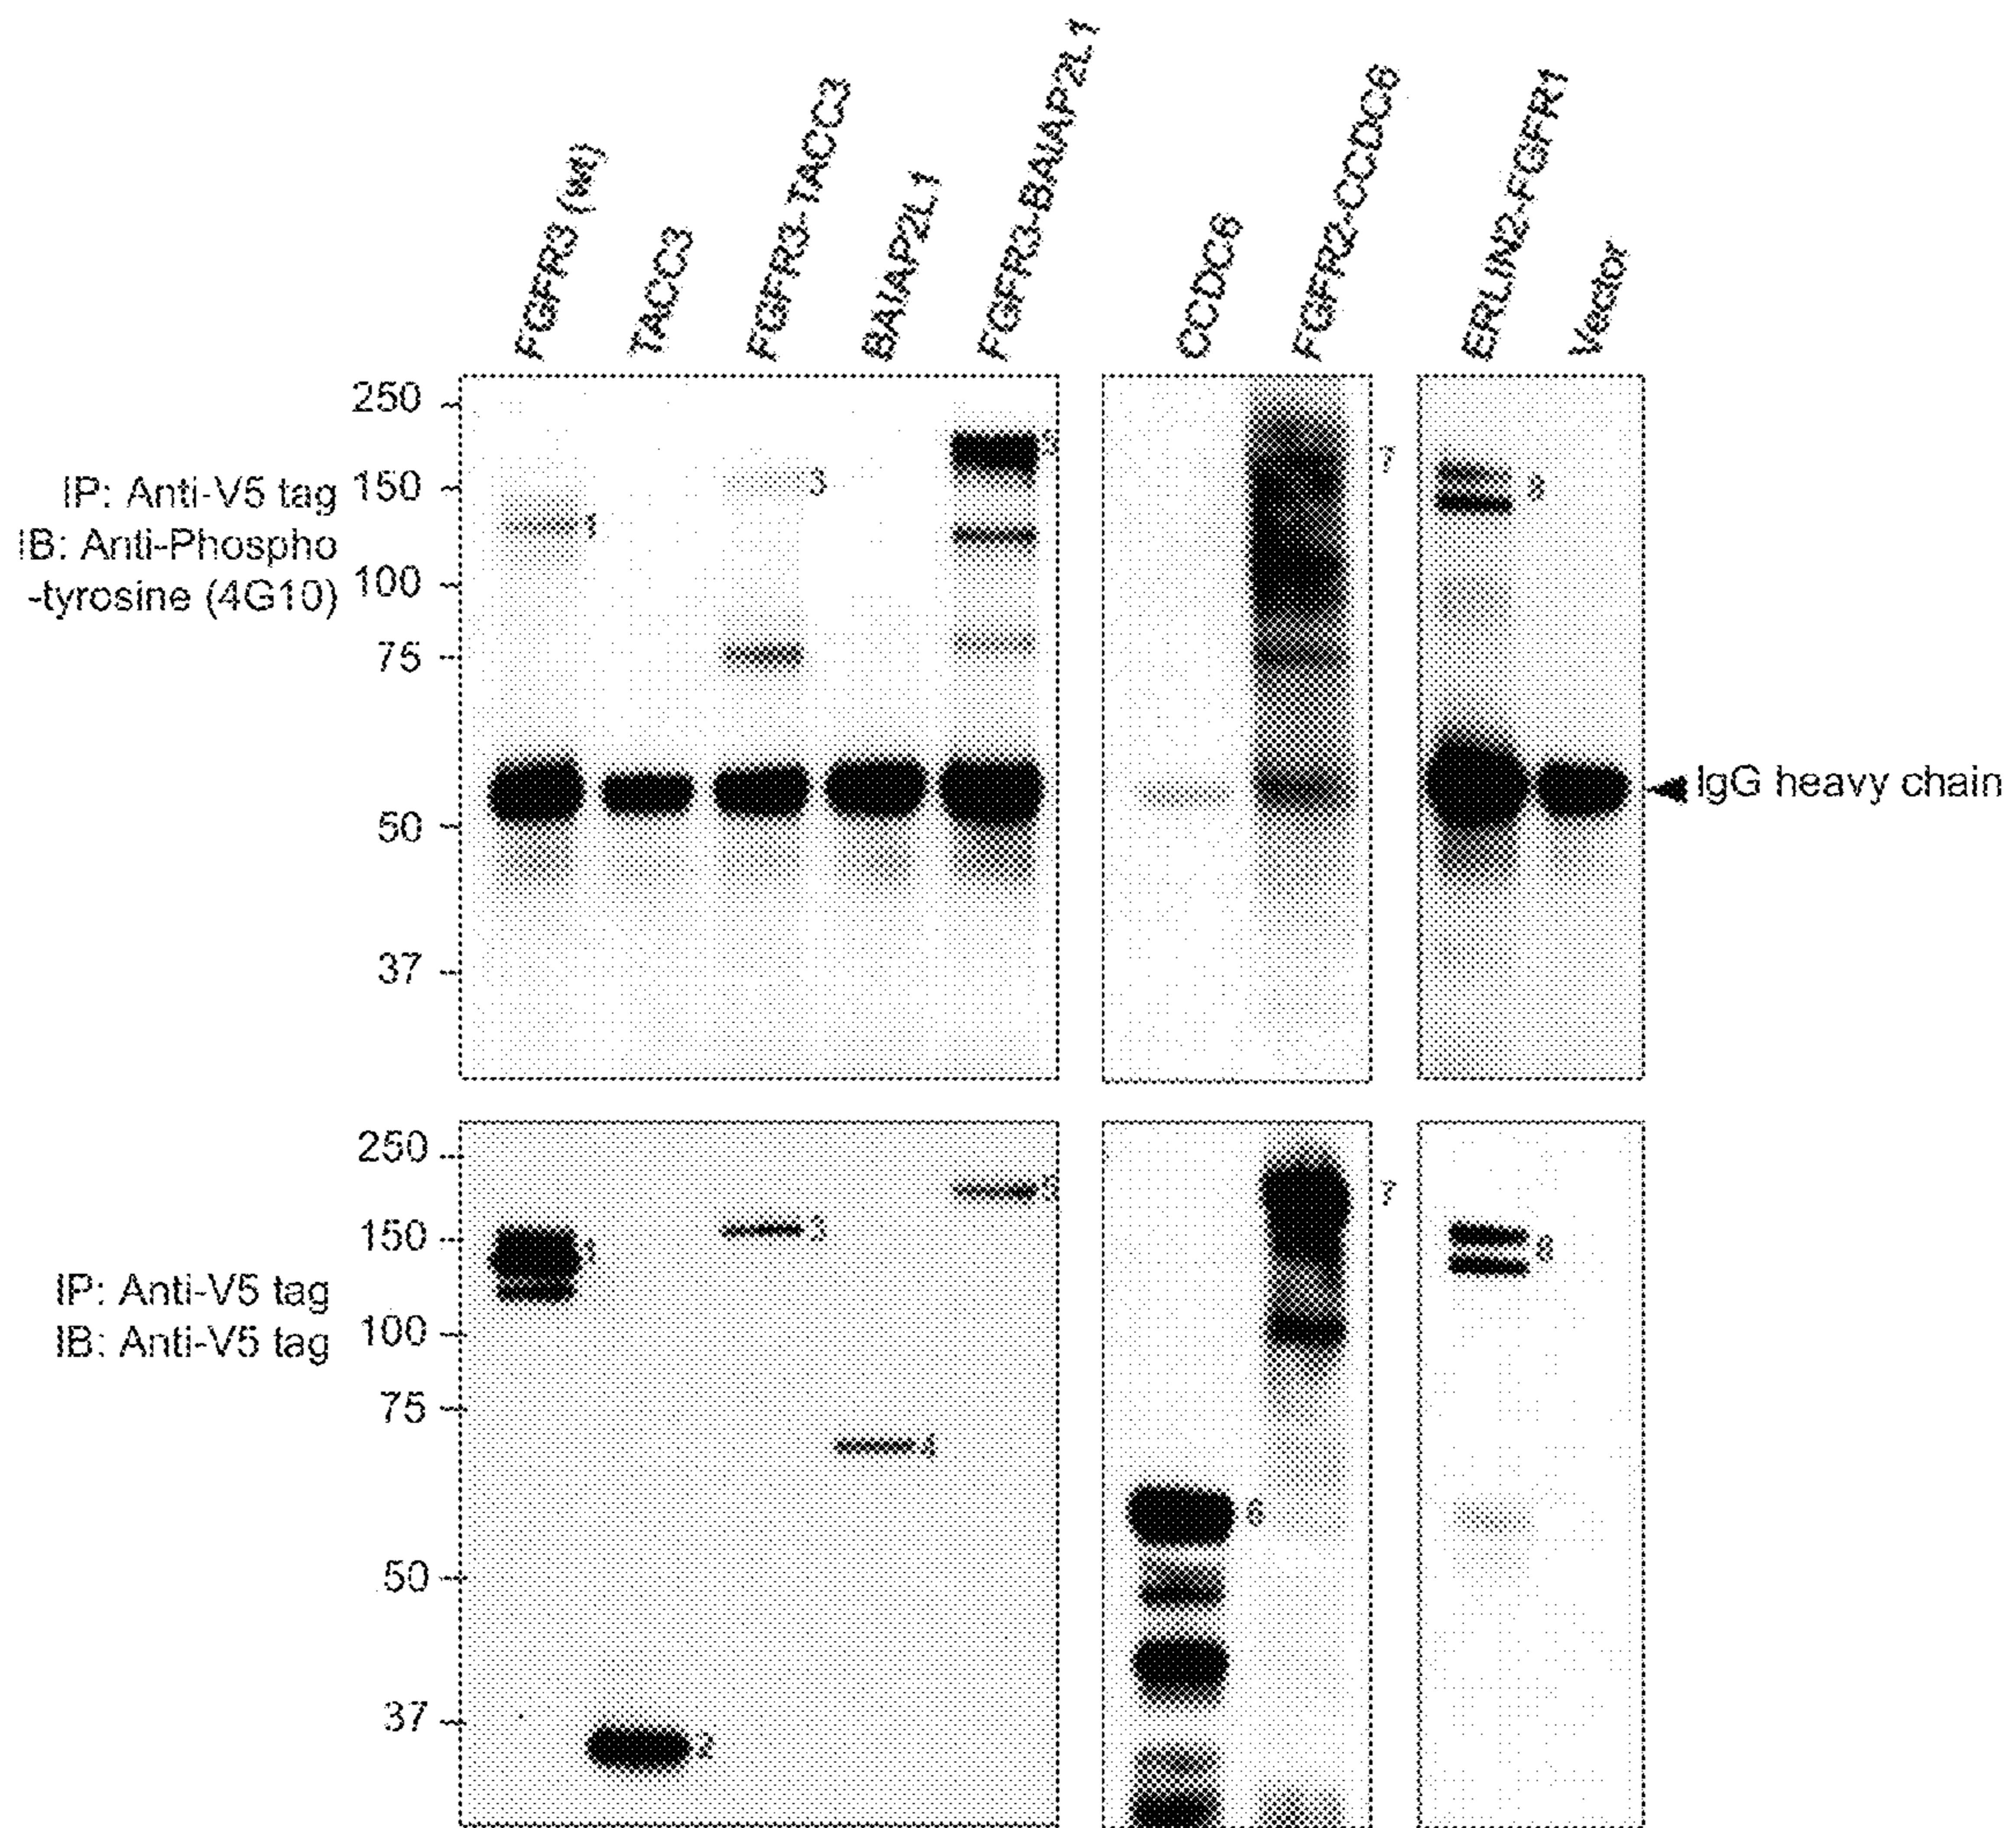 FGFR3 (wt)
TACC3
FGFR3-TACC3
BAIAP2L1
FGFR3-BAIAP2L1
CCDC6
FGFR2-CCDC6
ERLIN2-FGFR1
Vector
IP: Anti-V5 tag
IB: Anti-Phospho
-tyrosine (4G10)
250
150
100
75
50
37
1
3
7
8
IgG heavy chain
IP: Anti-V5 tag
IB: Anti-V5 tag
250
150
100
75
50
37
1
2
3
4
6
7
8